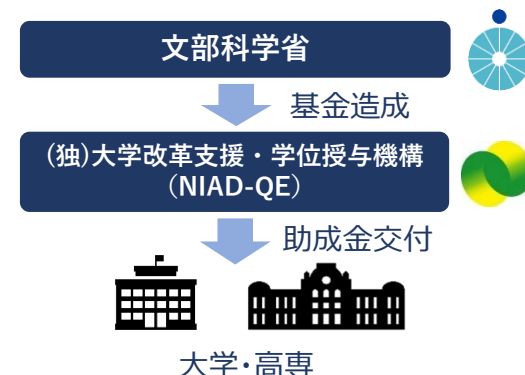 文部科学省
基金造成
(独)大学改革支援・学位授与機構
(NIAD-QE)
助成金交付
大学・高専